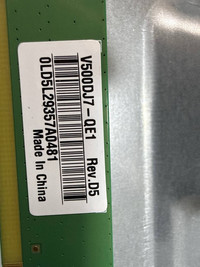 V500DJ7-QE1 Rev.D5
0LD5L29357A0481
Made In China